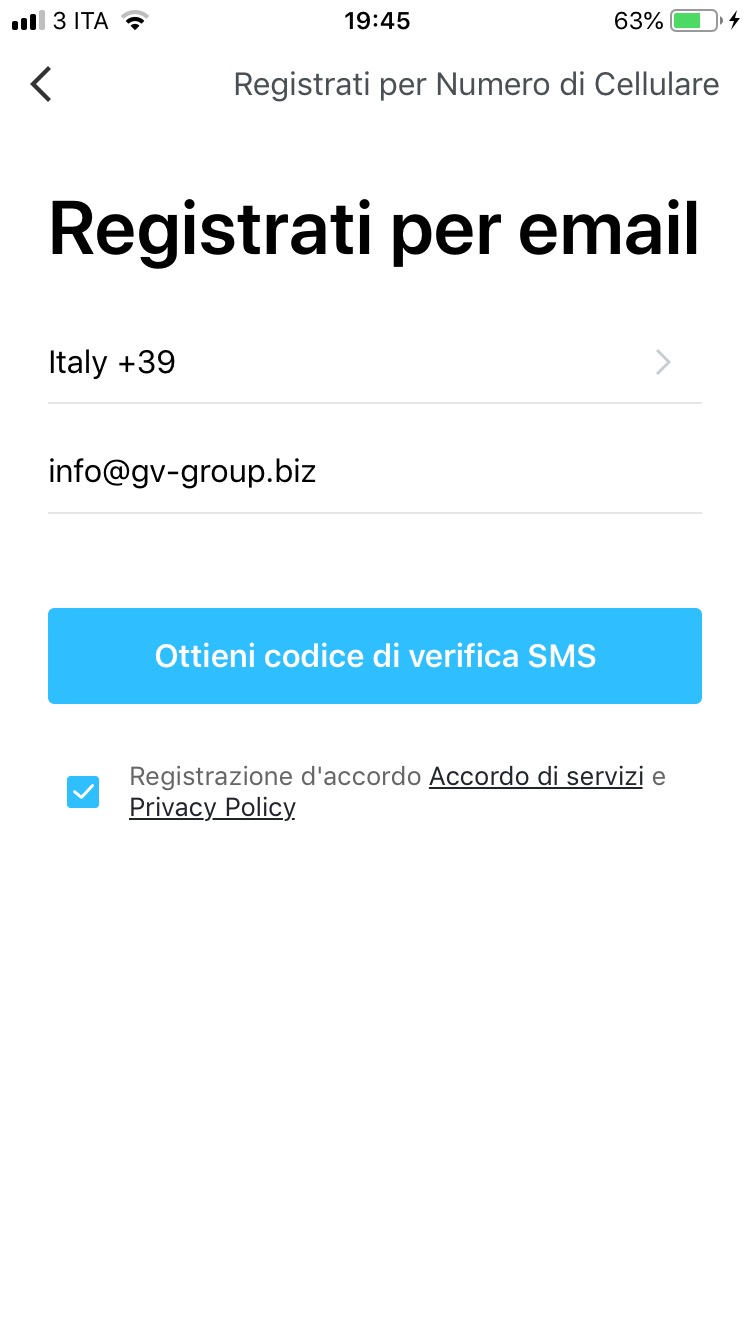 3 ITA 19:45 63%
Registrati per Numero di Cellulare
Registrati per email
Italy +39
info@gv-group.biz
Ottieni codice di verifica SMS
Registrazione d'accordo Accordo di servizi e
Privacy Policy